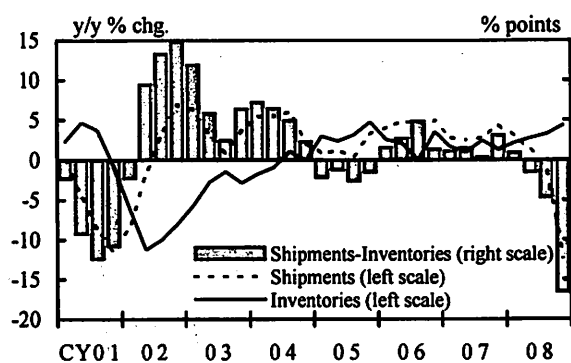 y/y % chg. % points
15
10
5
0
-5
-10
-15
-20
Shipments-Inventories (right scale)
Shipments (left scale)
Inventories (left scale)
CY01 02 03 04 05 06 07 08